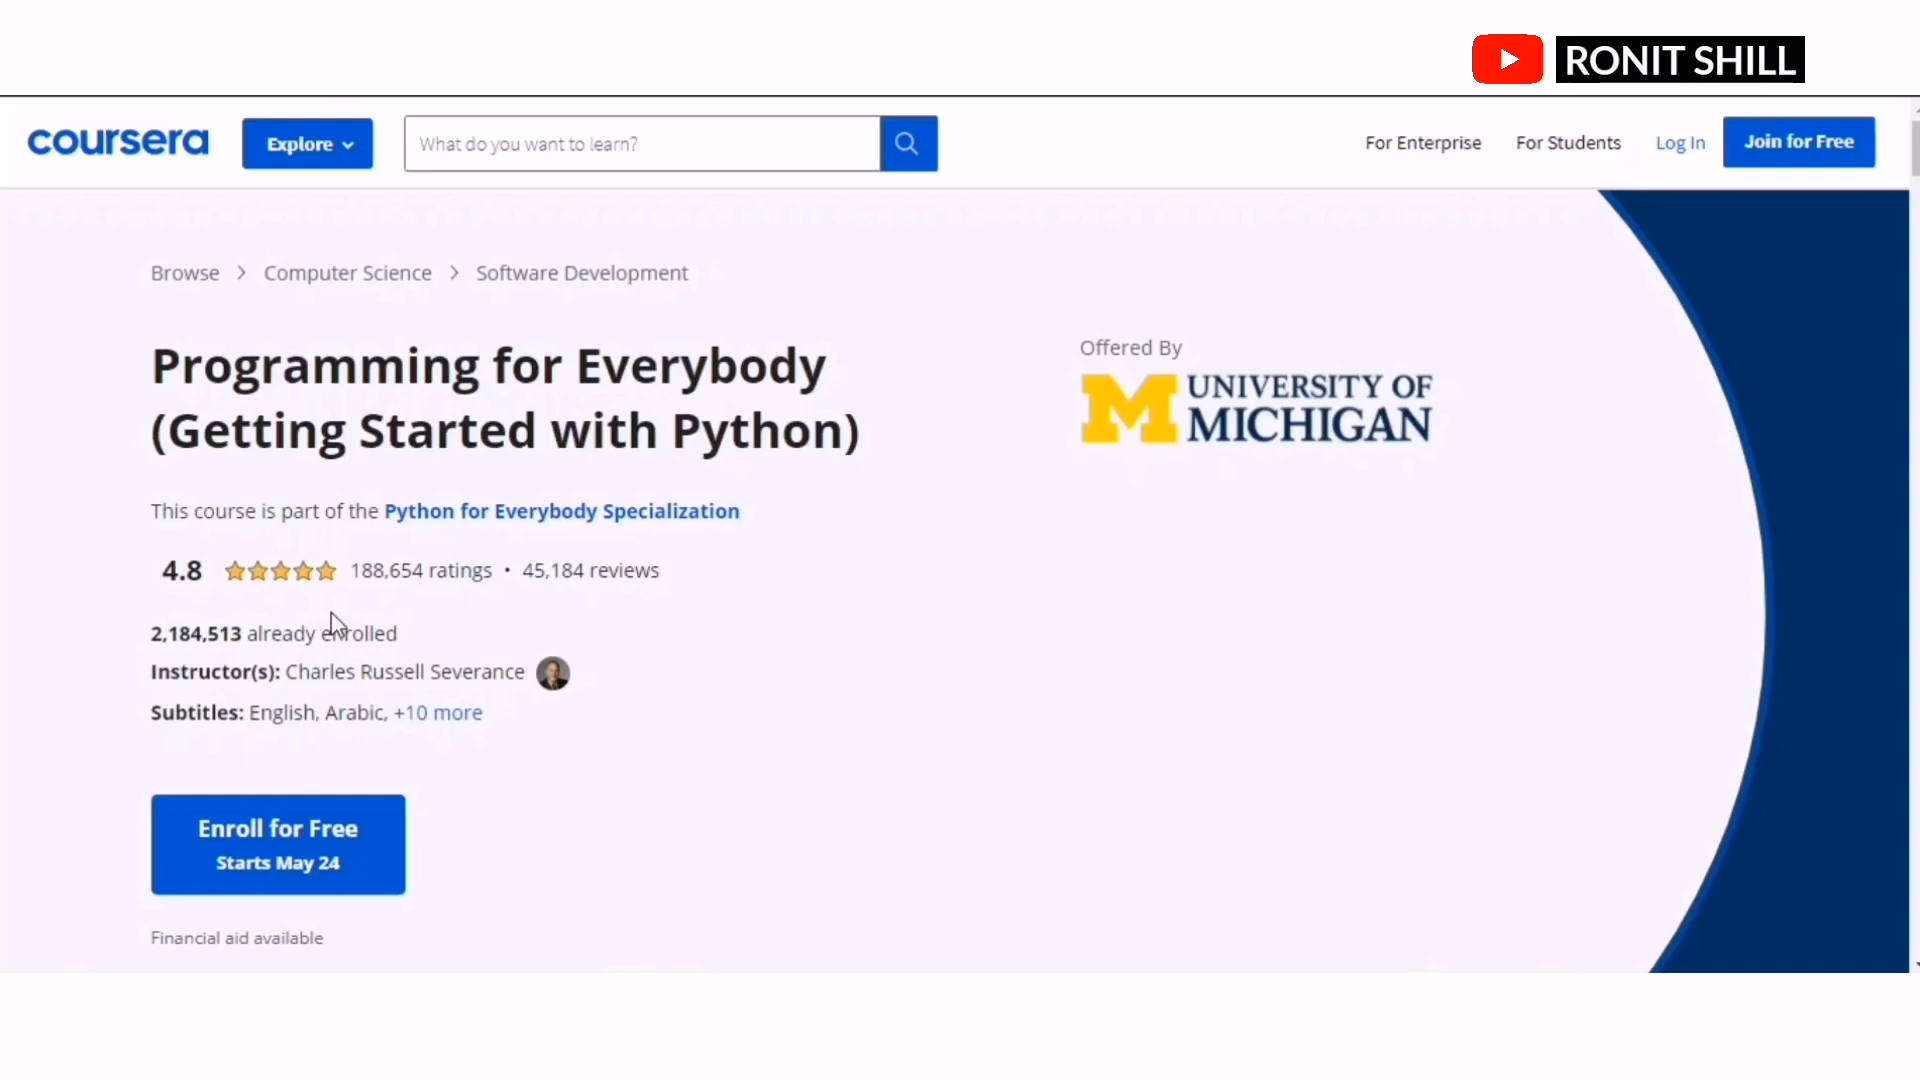 RONIT SHILL
coursera
Explore
What do you want to learn?
For Enterprise
For Students
Log In
Join for Free
Browse > Computer Science > Software Development
Programming for Everybody
(Getting Started with Python)
Offered By
UNIVERSITY OF
MICHIGAN
This course is part of the Python for Everybody Specialization
4.8 188,654 ratings • 45,184 reviews
2,184,513 already enrolled
Instructor(s): Charles Russell Severance
Subtitles: English, Arabic, +10 more
Enroll for Free
Starts May 24
Financial aid available